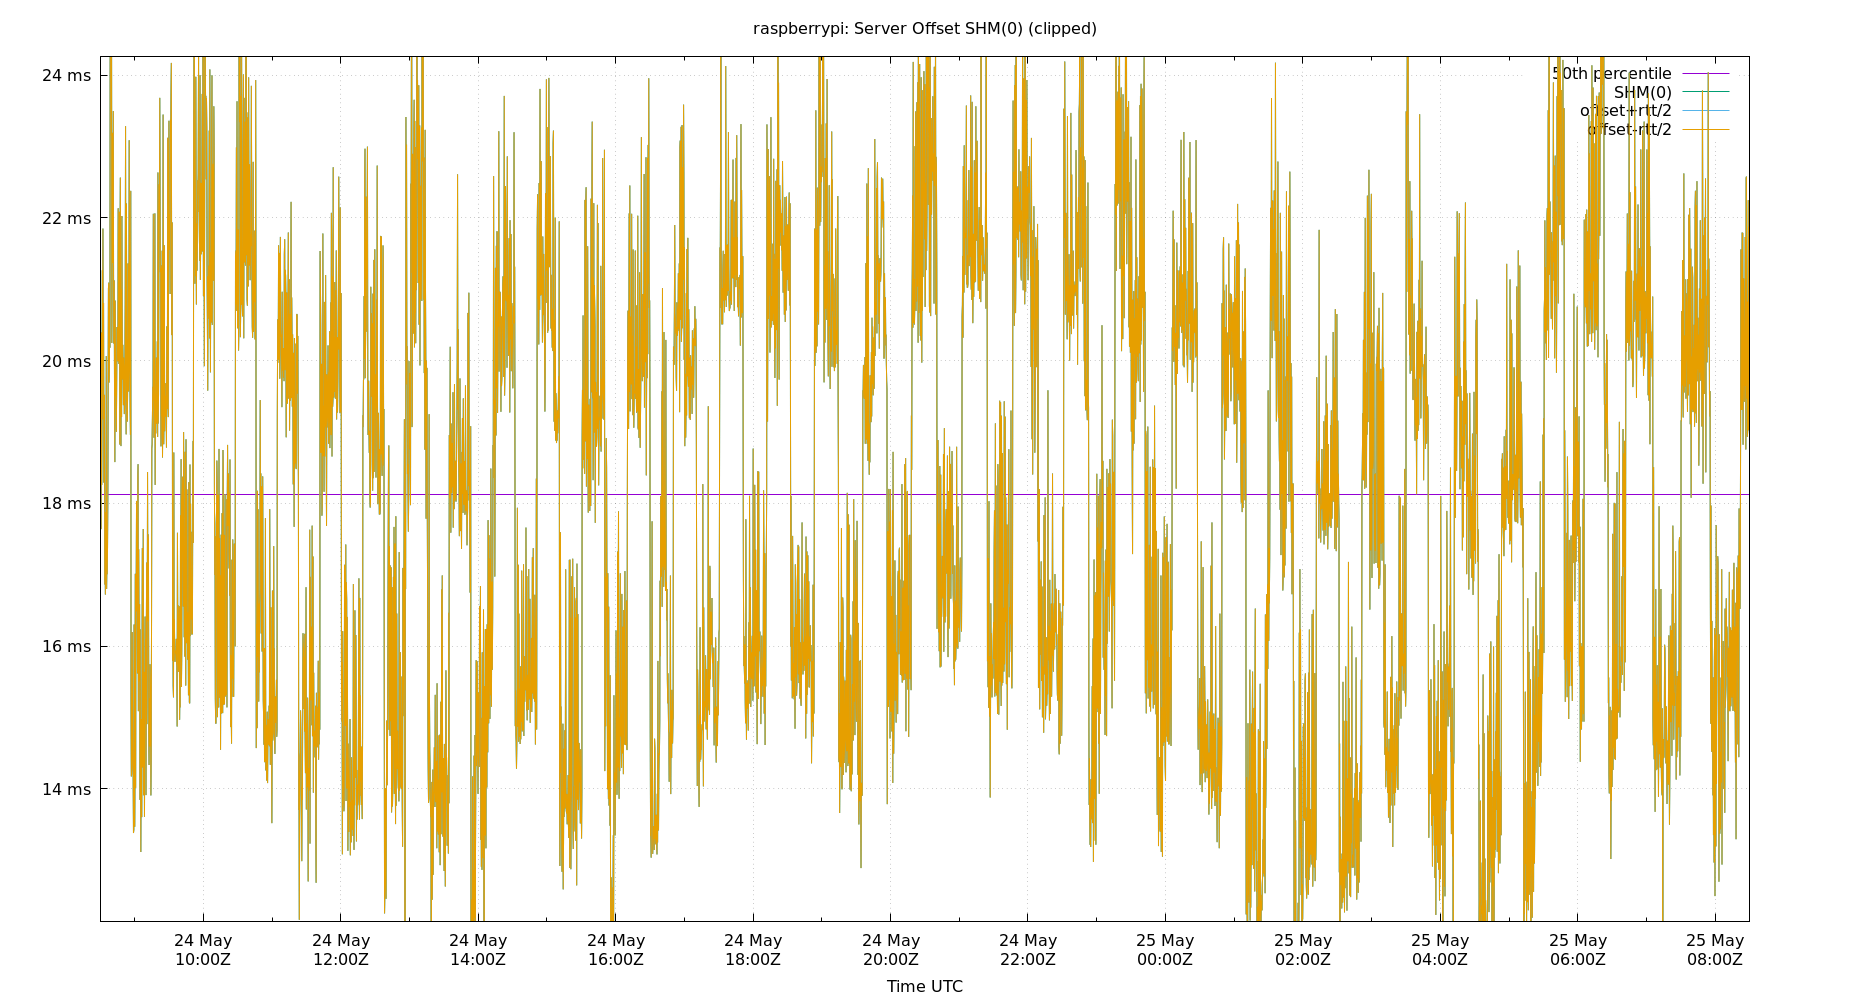 raspberrypi: Server Offset SHM(0) (clipped)
24 ms
22 ms
20 ms
18 ms
16 ms
14 ms
50th percentile
SHM(0)
offset+rtt/2
offset-rtt/2
24 May 24 May 24 May 24 May 24 May 24 May 24 May 25 May 25 May 25 May 25 May 25 May
10:00Z 12:00Z 14:00Z 16:00Z 18:00Z 20:00Z 22:00Z 00:00Z 02:00Z 04:00Z 06:00Z 08:00Z
Time UTC